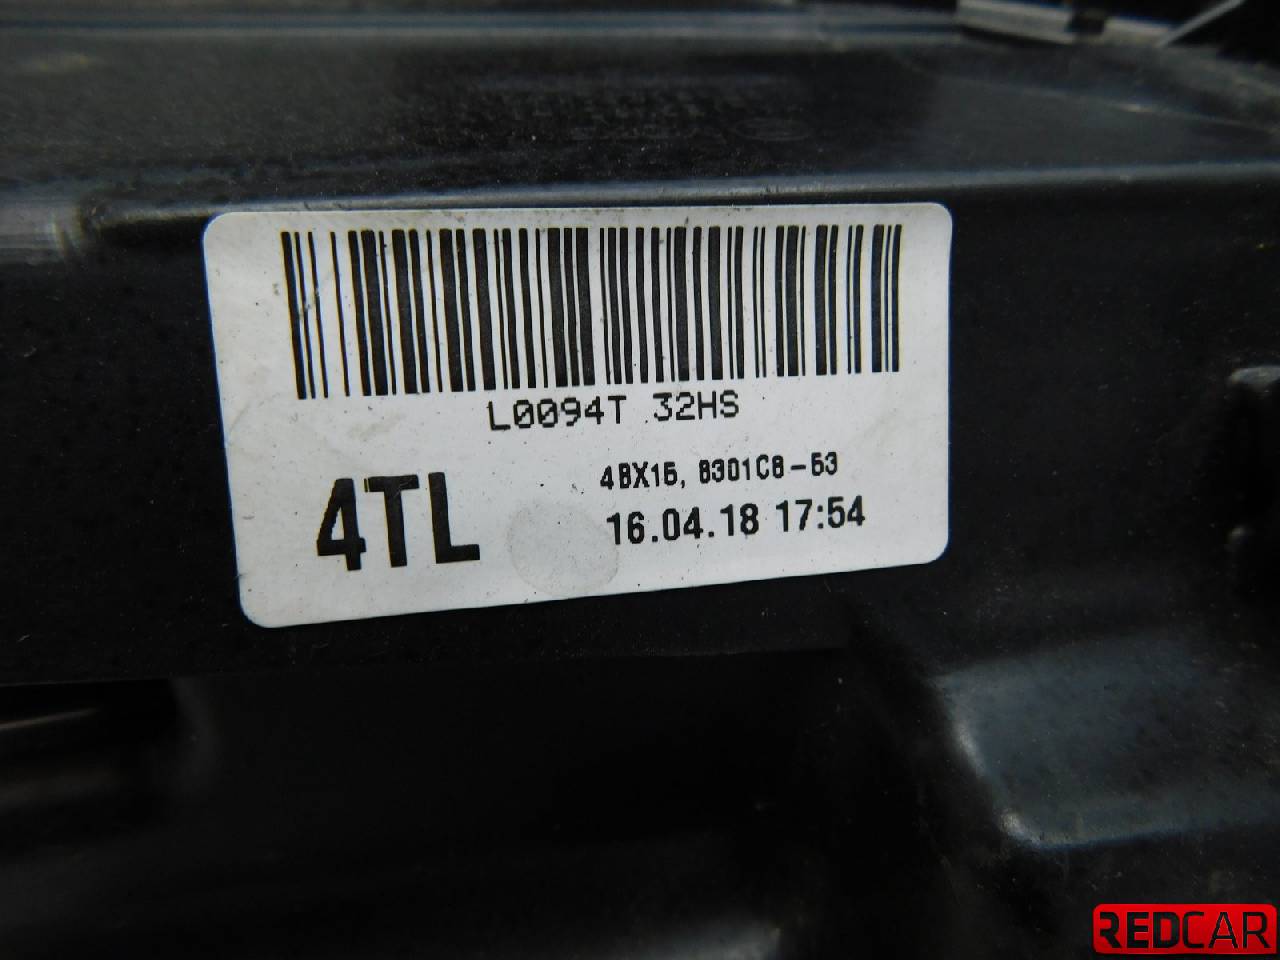 L0094T 32HS
4TL
4BX15, 8301C8-53
16.04.18 17:54
REDCAR